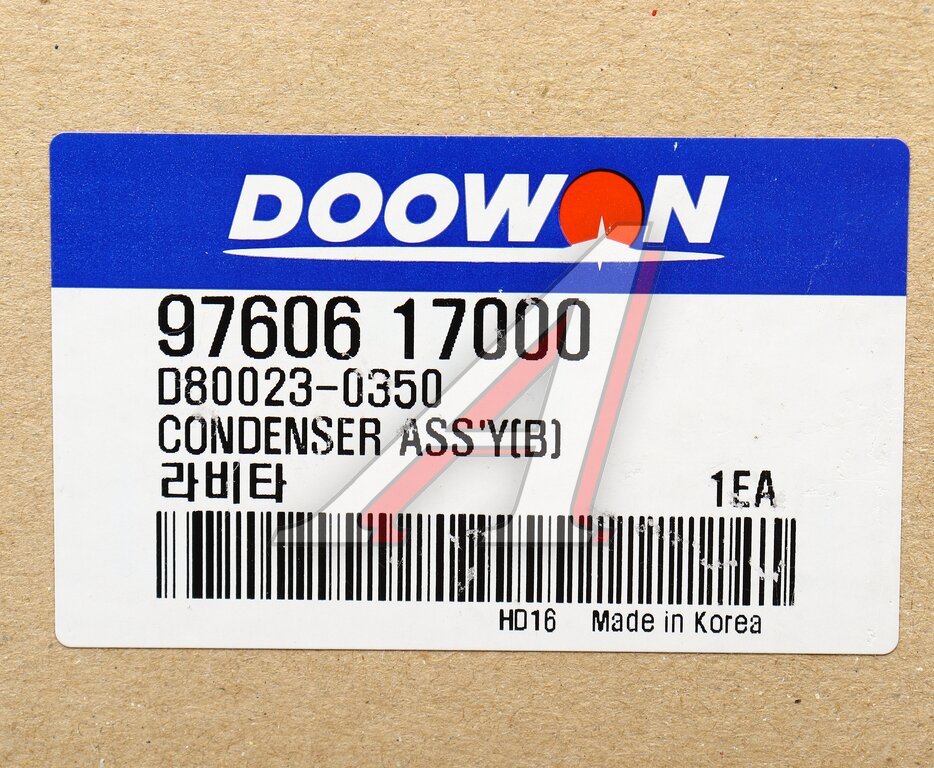 DOOWON
97606 17000
D80023-0350
CONDENSER ASS'Y(B)
라비타
1EA
HD16 Made in Korea